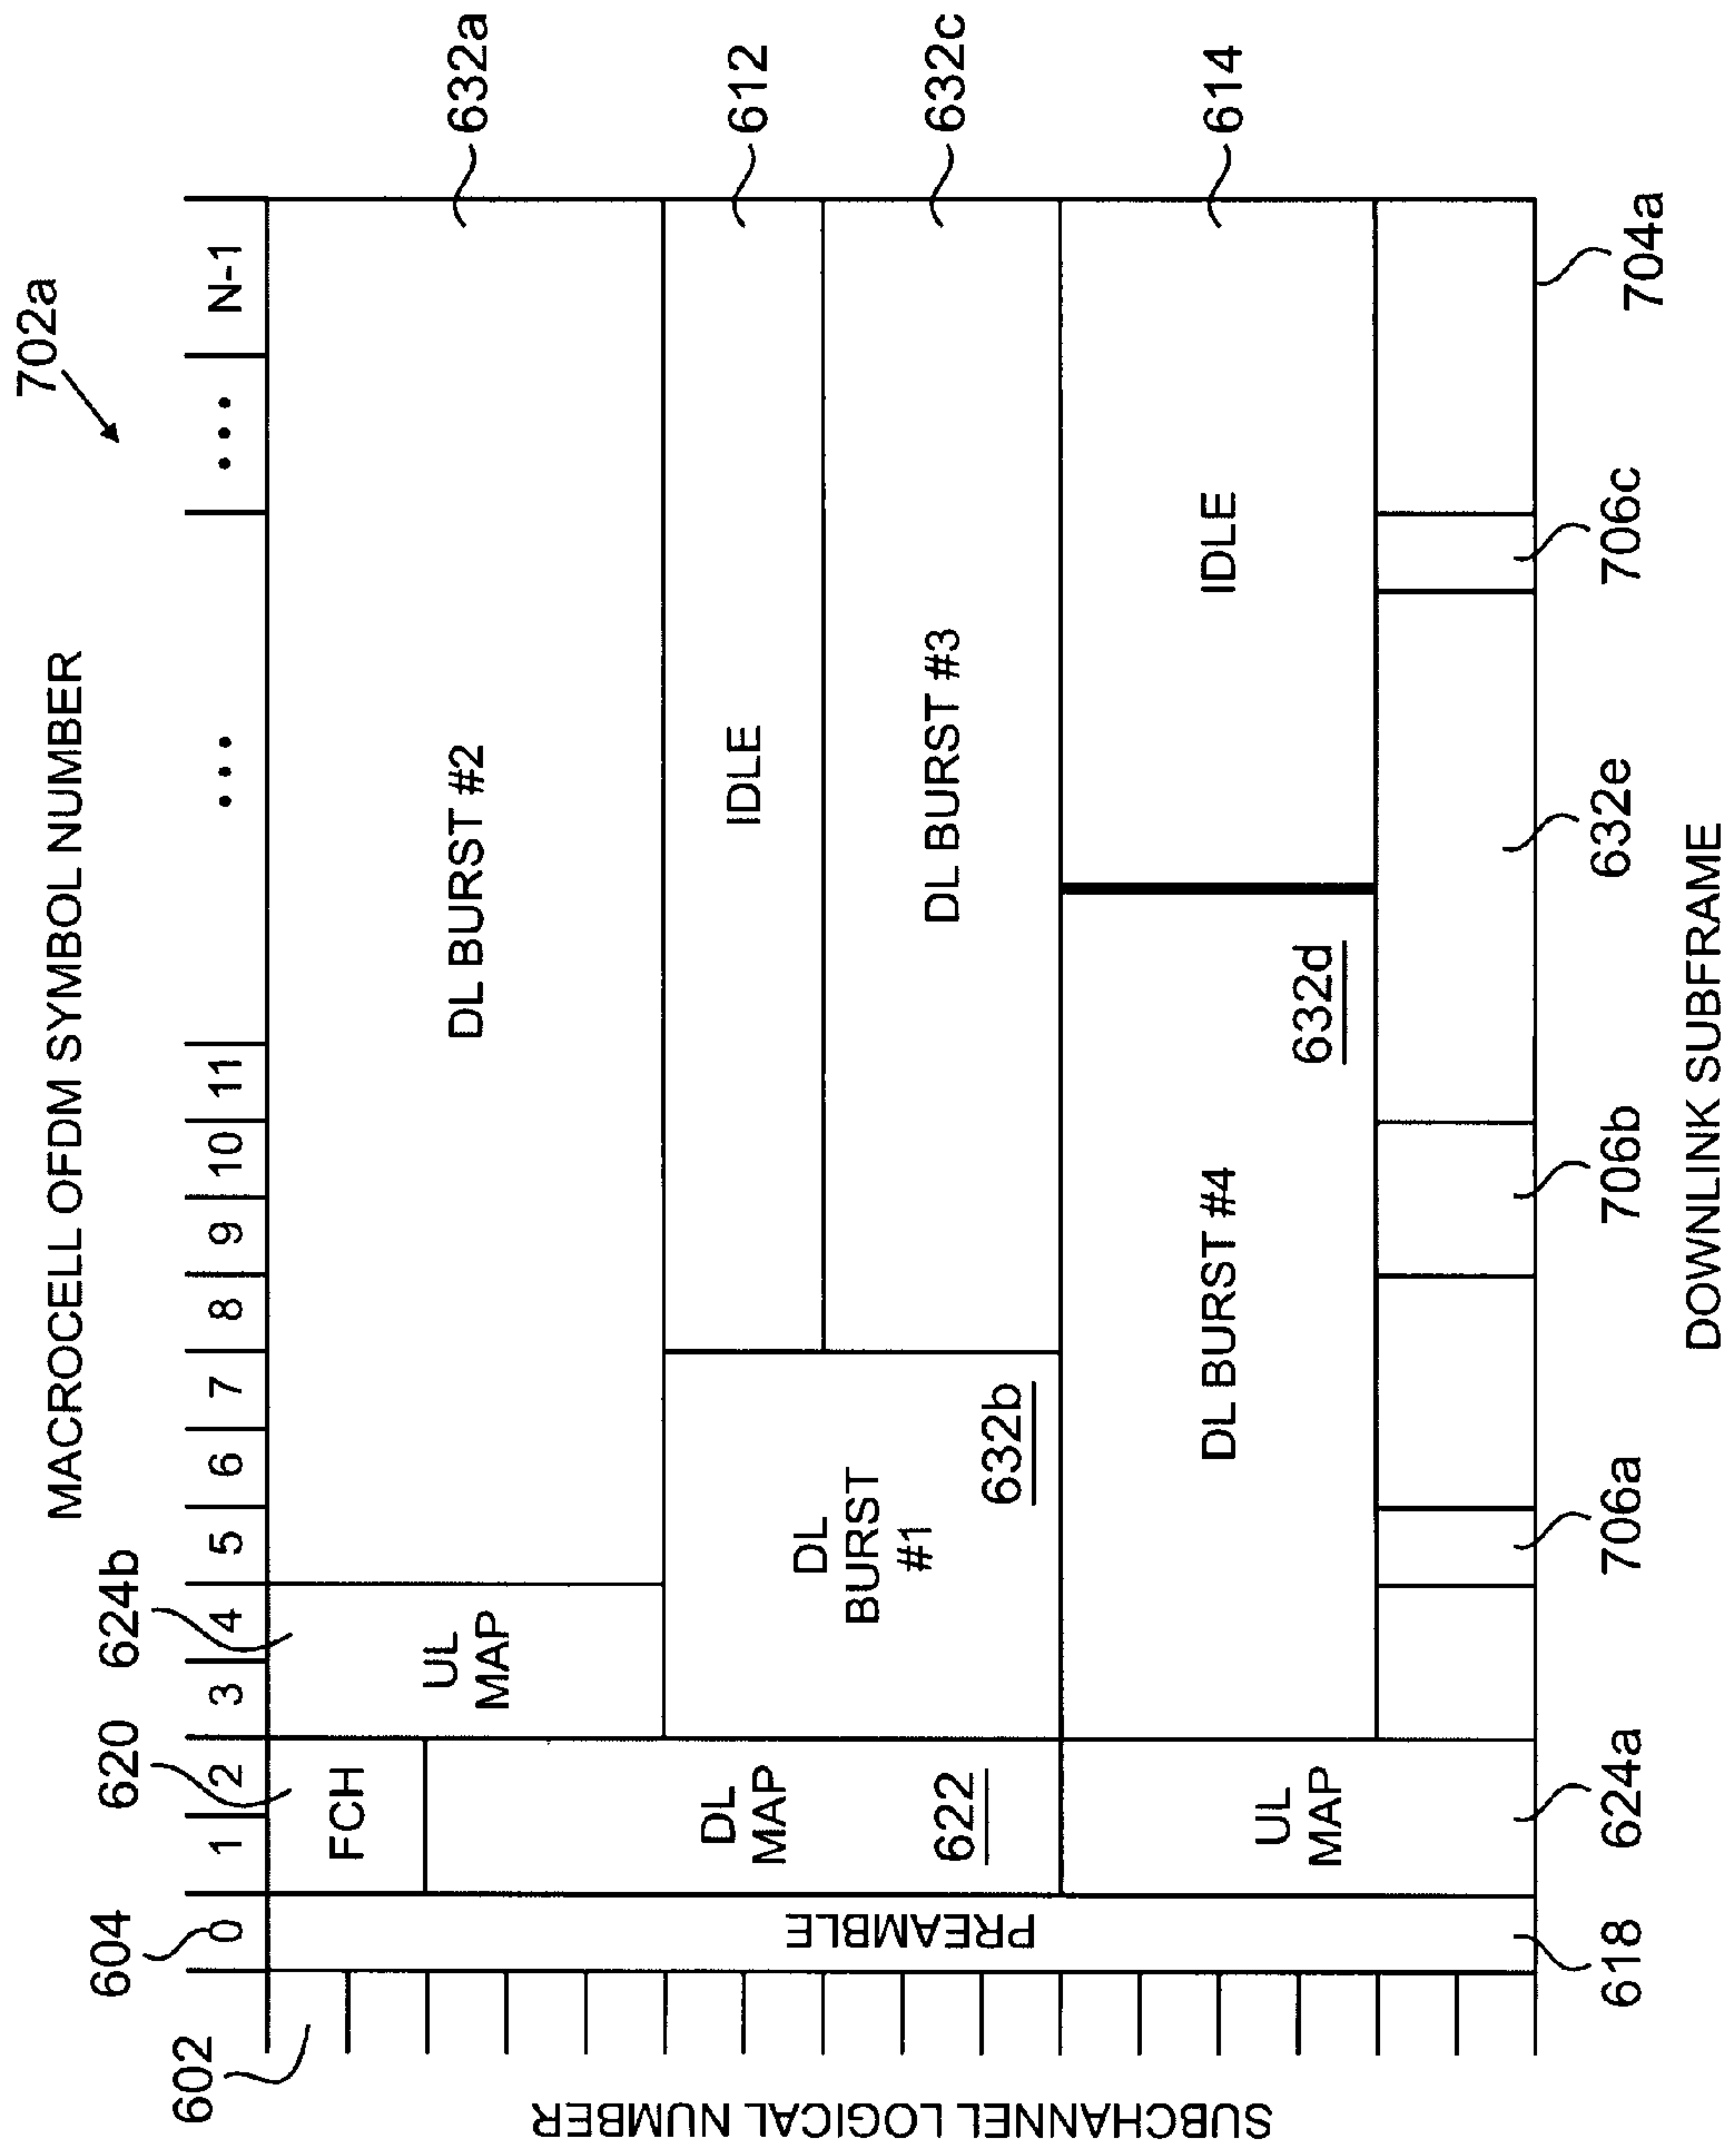 702a
MACROCELL OFDM SYMBOL NUMBER
604
620
624b
602
0
1
2
3
4
5
6
7
8
9
10
11
•••
•••
N-1
SUBCHANNEL LOGICAL NUMBER
PREAMBLE
FCH
DL
MAP
622
UL
MAP
UL
MAP
DL
BURST
#1
632b
DL BURST #2
IDLE
DL BURST #3
DL BURST #4
632d
IDLE
632a
612
632c
614
618
624a
706a
706b
632e
706c
704a
DOWNLINK SUBFRAME